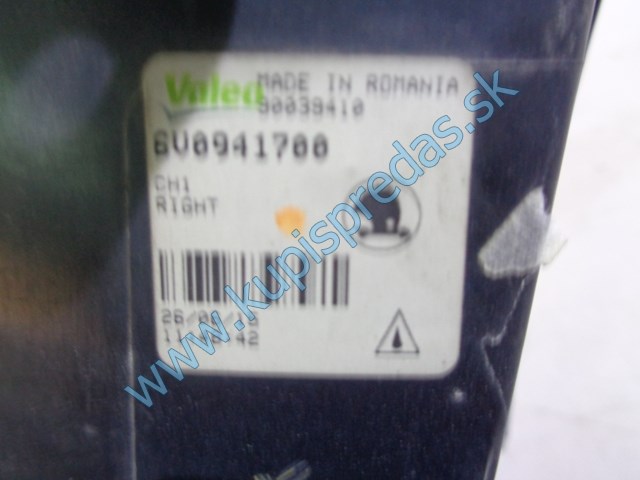 Valeo MADE IN ROMANIA
90039410
6V0941700
CH1
RIGHT
www.kupispredas.sk